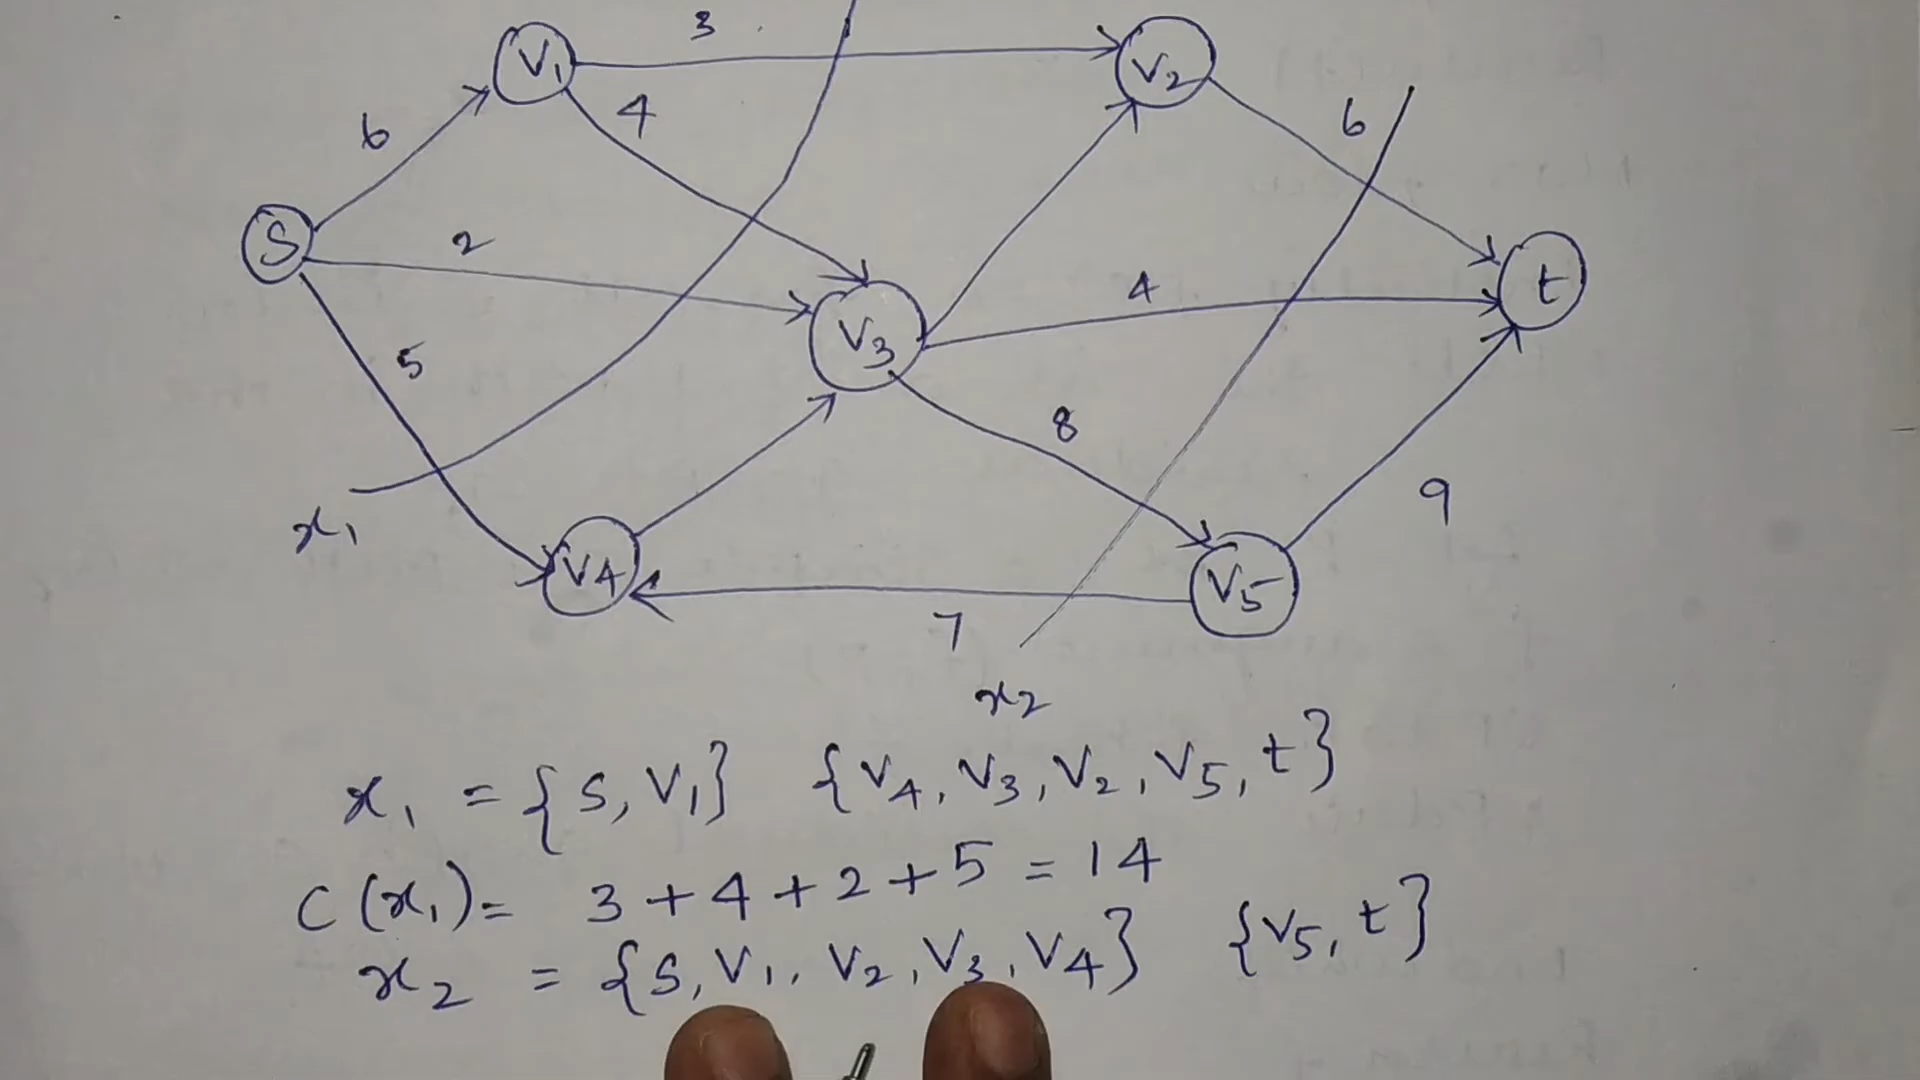 3
V1
V2
6
4
6
S
2
4
t
V3
5
8
9
x1
V4
V5
7
x2
x1 = {S, V1} {V4, V3, V2, V5, t}
C(x1) = 3 + 4 + 2 + 5 = 14
x2 = {S, V1, V2, V3, V4} {V5, t}